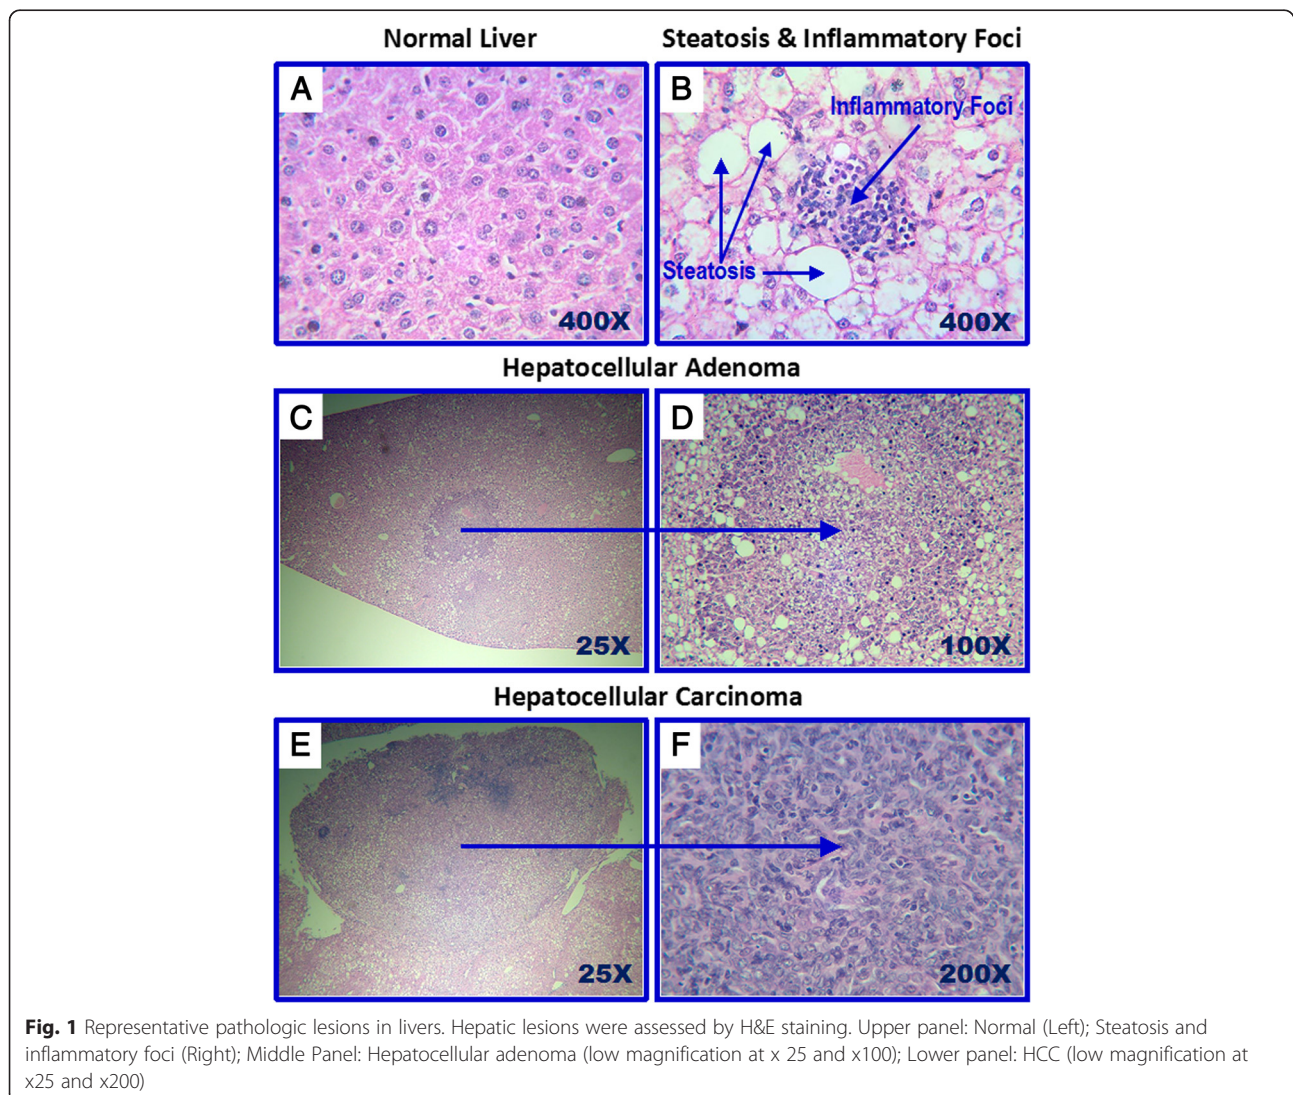 Normal Liver
Steatosis & Inflammatory Foci
A
B
Inflammatory Foci
Steatosis
400X
400X
Hepatocellular Adenoma
C
D
25X
100X
Hepatocellular Carcinoma
E
F
25X
200X
Fig. 1 Representative pathologic lesions in livers. Hepatic lesions were assessed by H&E staining. Upper panel: Normal (Left); Steatosis and
inflammatory foci (Right); Middle Panel: Hepatocellular adenoma (low magnification at x 25 and x100); Lower panel: HCC (low magnification at
x25 and x200)